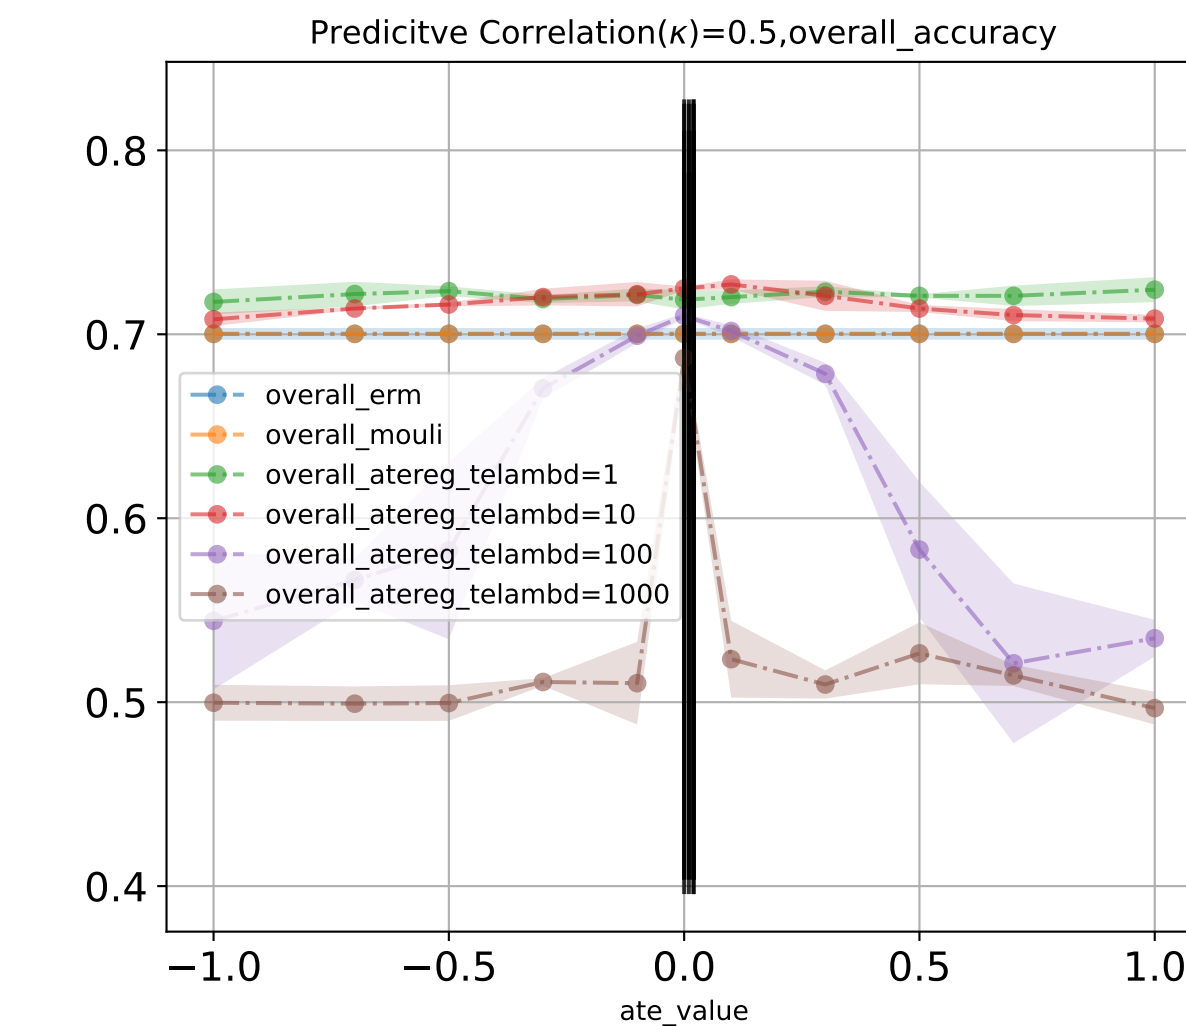 Predicitve Correlation(κ)=0.5,overall_accuracy
0.8
0.7
0.6
0.5
0.4
overall_erm
overall_mouli
overall_atereg_telambd=1
overall_atereg_telambd=10
overall_atereg_telambd=100
overall_atereg_telambd=1000
−1.0 −0.5 0.0 0.5 1.0
ate_value